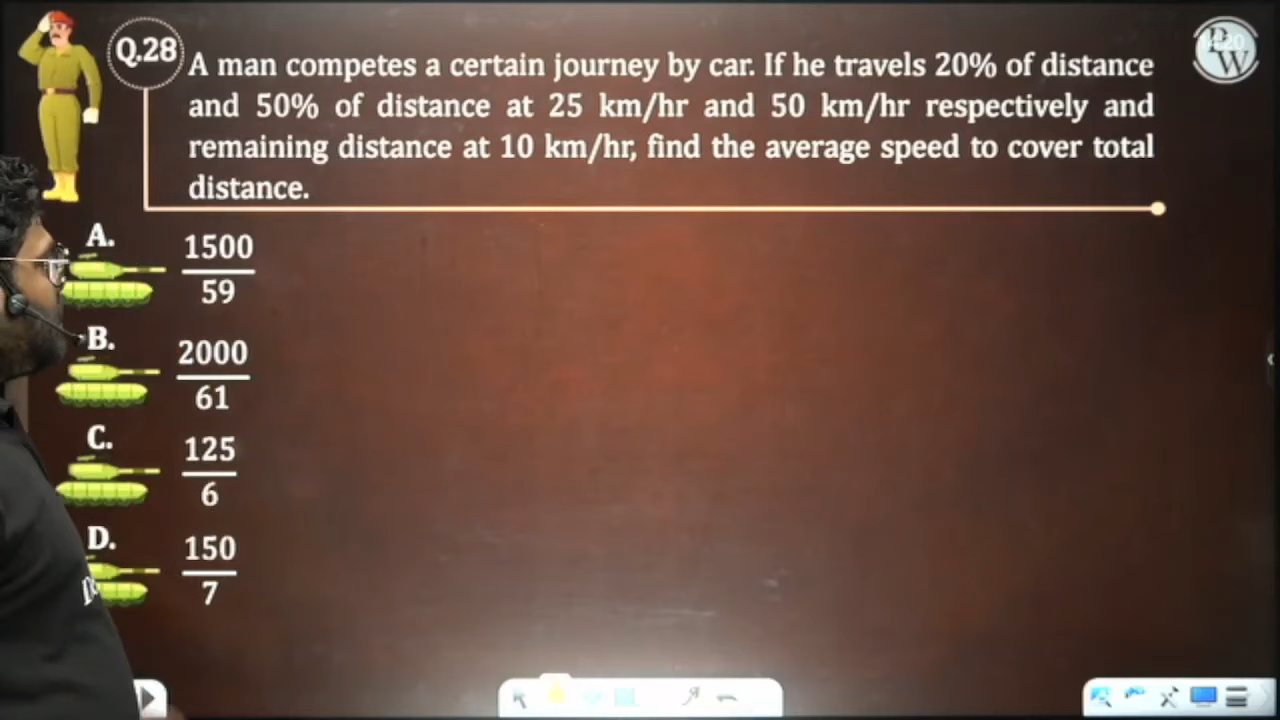 Q.28
A man competes a certain journey by car. If he travels 20% of distance
and 50% of distance at 25 km/hr and 50 km/hr respectively and
remaining distance at 10 km/hr, find the average speed to cover total
distance.
A.
1500
59
B.
2000
61
C.
125
6
D.
150
7
PW